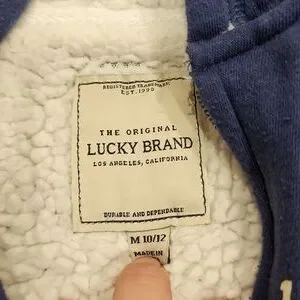 REGISTERED TRADEMARK
EST. 1990
THE ORIGINAL
LUCKY BRAND
LOS ANGELES, CALIFORNIA
DURABLE AND DEPENDABLE
M 10/12
MADE IN